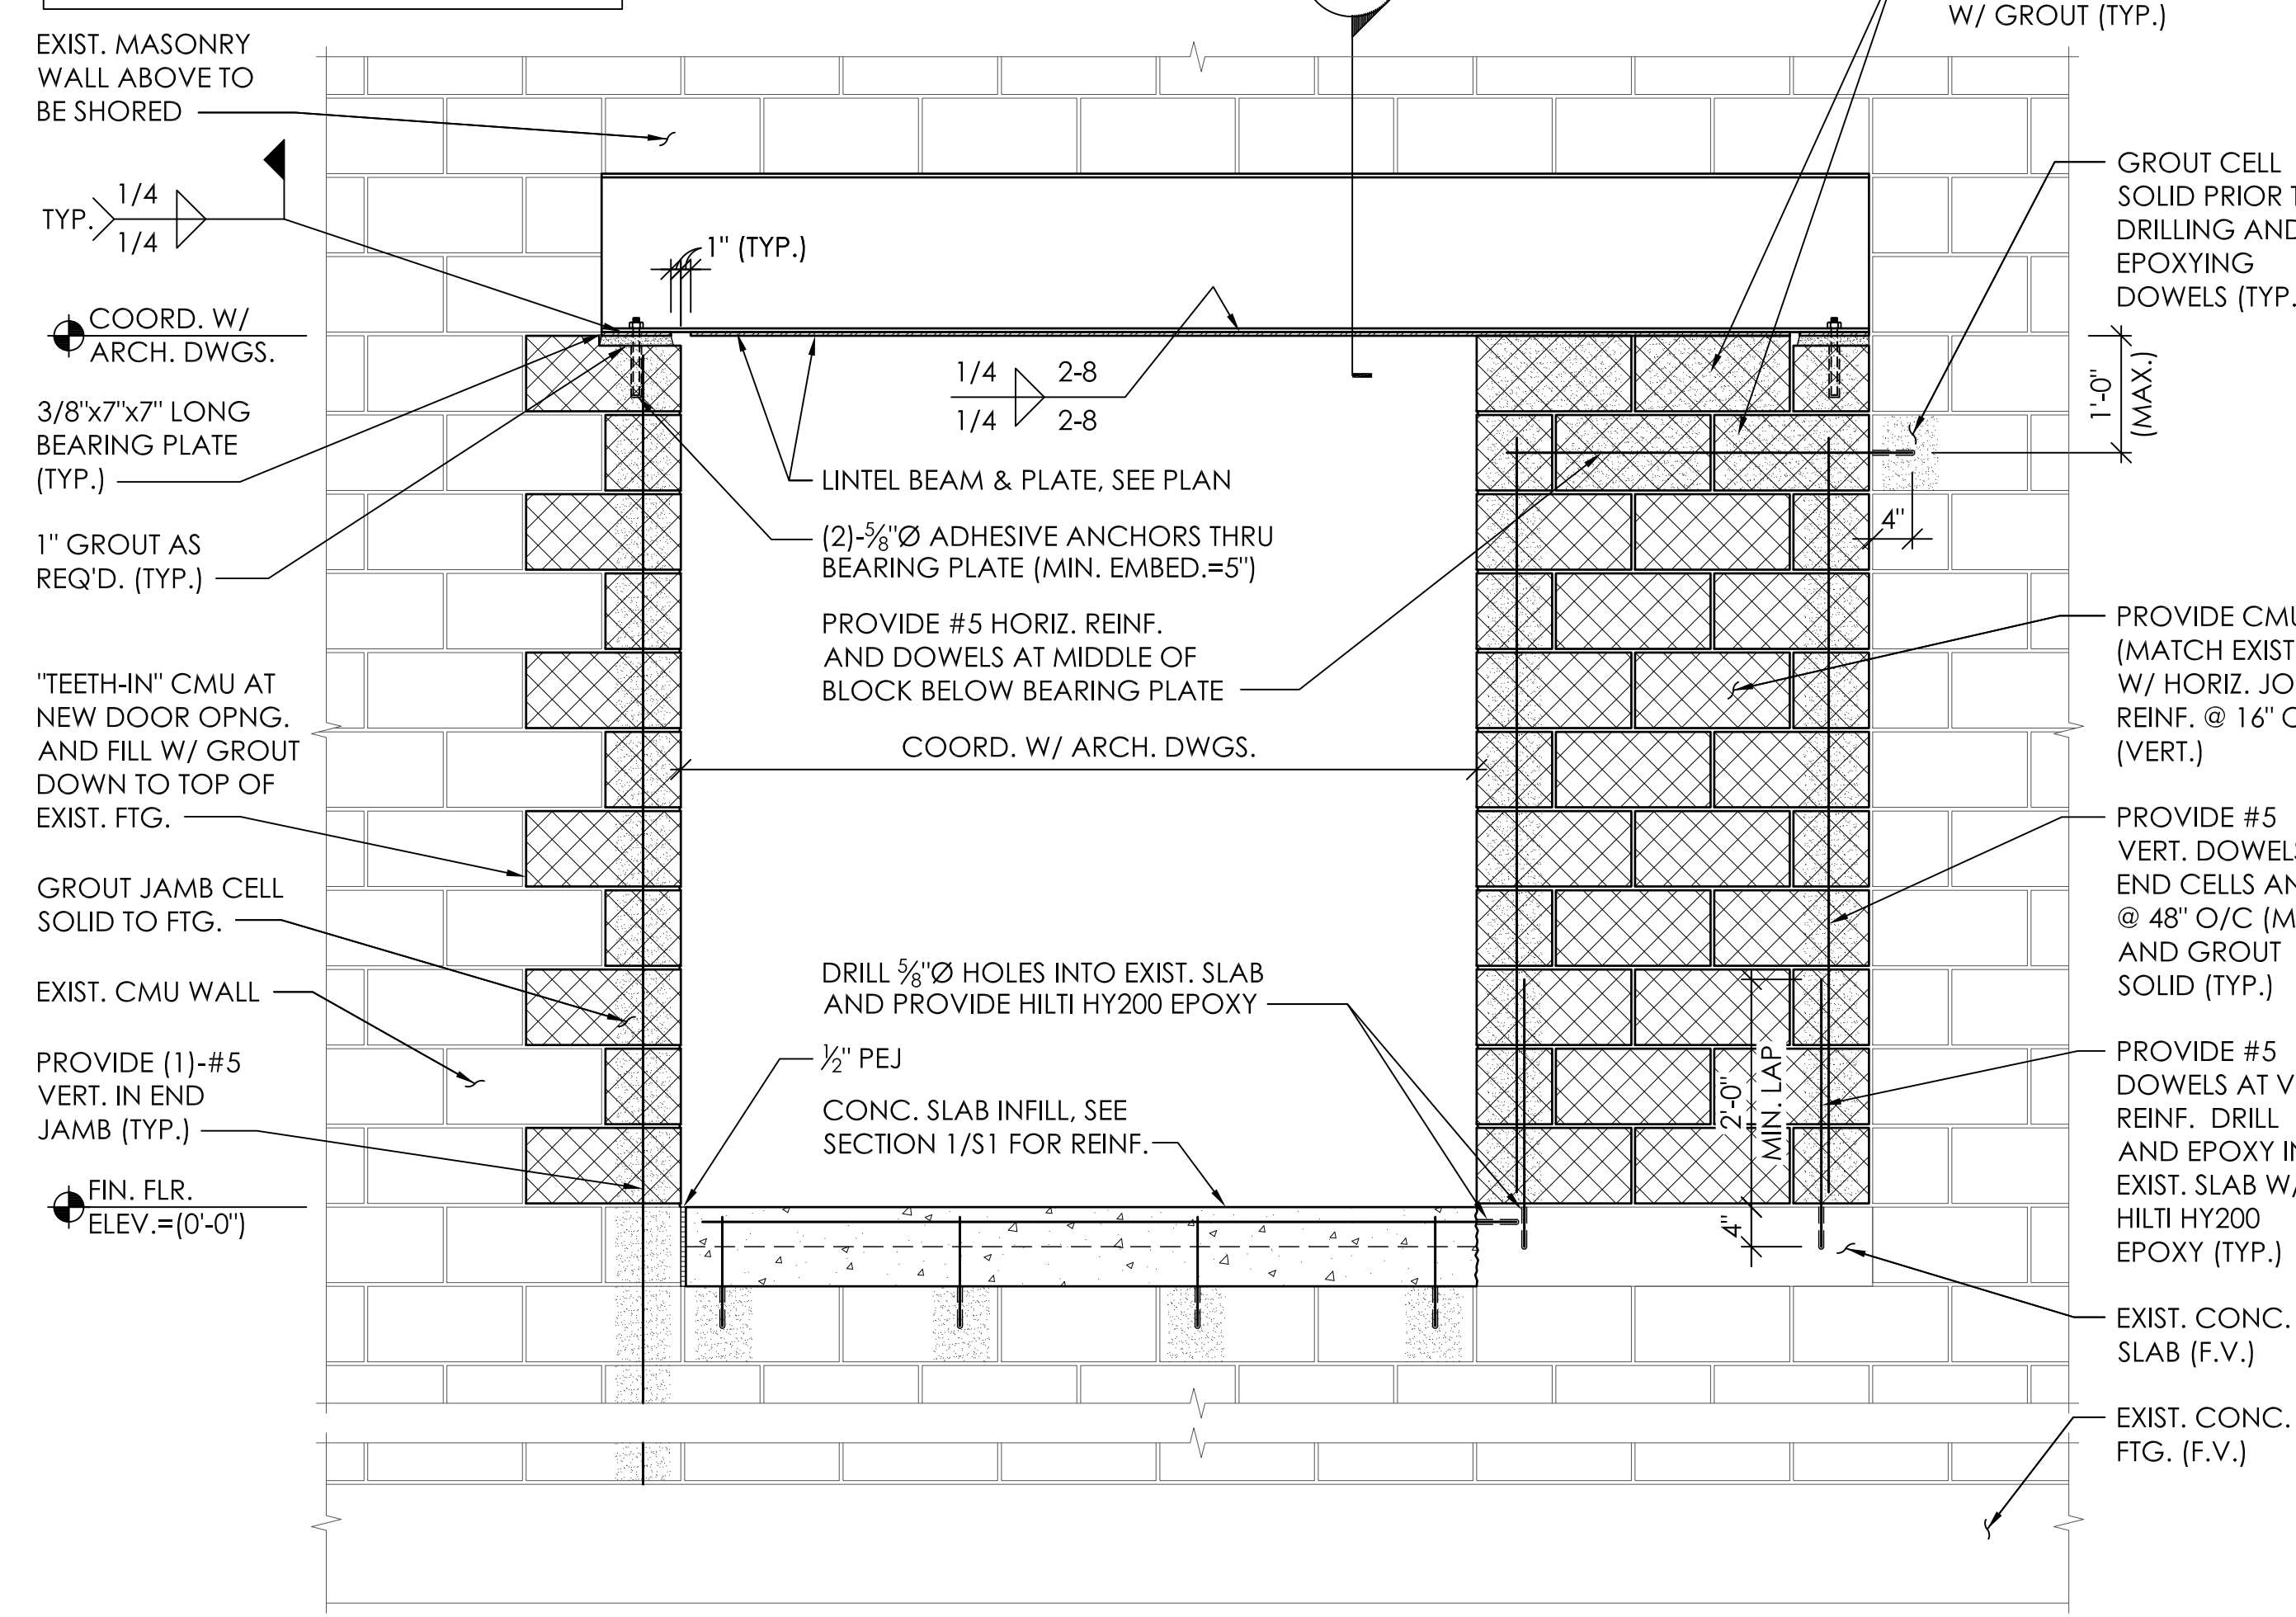 EXIST. MASONRY
WALL ABOVE TO
BE SHORED
TYP.
1/4
1/4
COORD. W/
ARCH. DWGS.
3/8"x7"x7" LONG
BEARING PLATE
(TYP.)
1" GROUT AS
REQ'D. (TYP.)
"TEETH-IN" CMU AT
NEW DOOR OPNG.
AND FILL W/ GROUT
DOWN TO TOP OF
EXIST. FTG.
GROUT JAMB CELL
SOLID TO FTG.
EXIST. CMU WALL
PROVIDE (1)-#5
VERT. IN END
JAMB (TYP.)
FIN. FLR.
ELEV.=(0'-0")
1" (TYP.)
1/4 2-8
1/4 2-8
LINTEL BEAM & PLATE, SEE PLAN
(2)-⅝"Ø ADHESIVE ANCHORS THRU
BEARING PLATE (MIN. EMBED.=5")
PROVIDE #5 HORIZ. REINF.
AND DOWELS AT MIDDLE OF
BLOCK BELOW BEARING PLATE
COORD. W/ ARCH. DWGS.
DRILL ⅝"Ø HOLES INTO EXIST. SLAB
AND PROVIDE HILTI HY200 EPOXY
½" PEJ
CONC. SLAB INFILL, SEE
SECTION 1/S1 FOR REINF.
2'-0"
MIN. LAP
4"
W/ GROUT (TYP.)
GROUT CELL
SOLID PRIOR T
DRILLING AND
EPOXYING
DOWELS (TYP.
1'-0"
(MAX.)
4"
PROVIDE CMU
(MATCH EXIST
W/ HORIZ. JO
REINF. @ 16" O
(VERT.)
PROVIDE #5
VERT. DOWELS
END CELLS AN
@ 48" O/C (M
AND GROUT
SOLID (TYP.)
PROVIDE #5
DOWELS AT V
REINF. DRILL
AND EPOXY IN
EXIST. SLAB W/
HILTI HY200
EPOXY (TYP.)
EXIST. CONC.
SLAB (F.V.)
EXIST. CONC.
FTG. (F.V.)